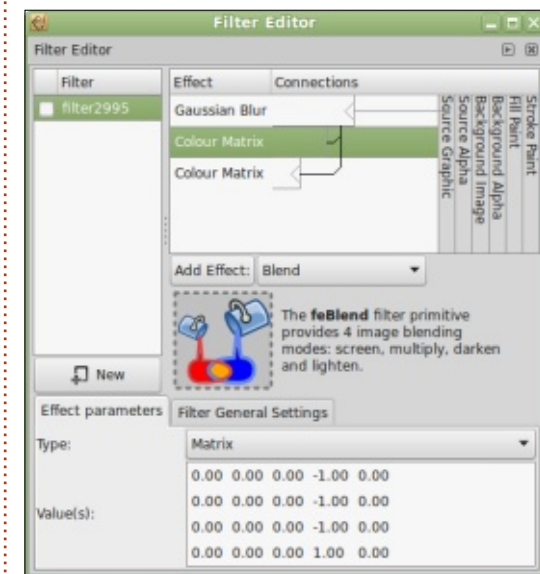 Filter Editor
Filter Editor
Filter
filter2995
New
Effect Connections
Gaussian Blur
Colour Matrix
Colour Matrix
Source Graphic
Source Alpha
Background Image
Background Alpha
Fill Paint
Stroke Paint
Add Effect: Blend
The feBlend filter primitive
provides 4 image blending
modes: screen, multiply, darken
and lighten.
Effect parameters Filter General Settings
Type: Matrix
Value(s):
0.00 0.00 0.00 -1.00 0.00
0.00 0.00 0.00 -1.00 0.00
0.00 0.00 0.00 -1.00 0.00
0.00 0.00 0.00 1.00 0.00